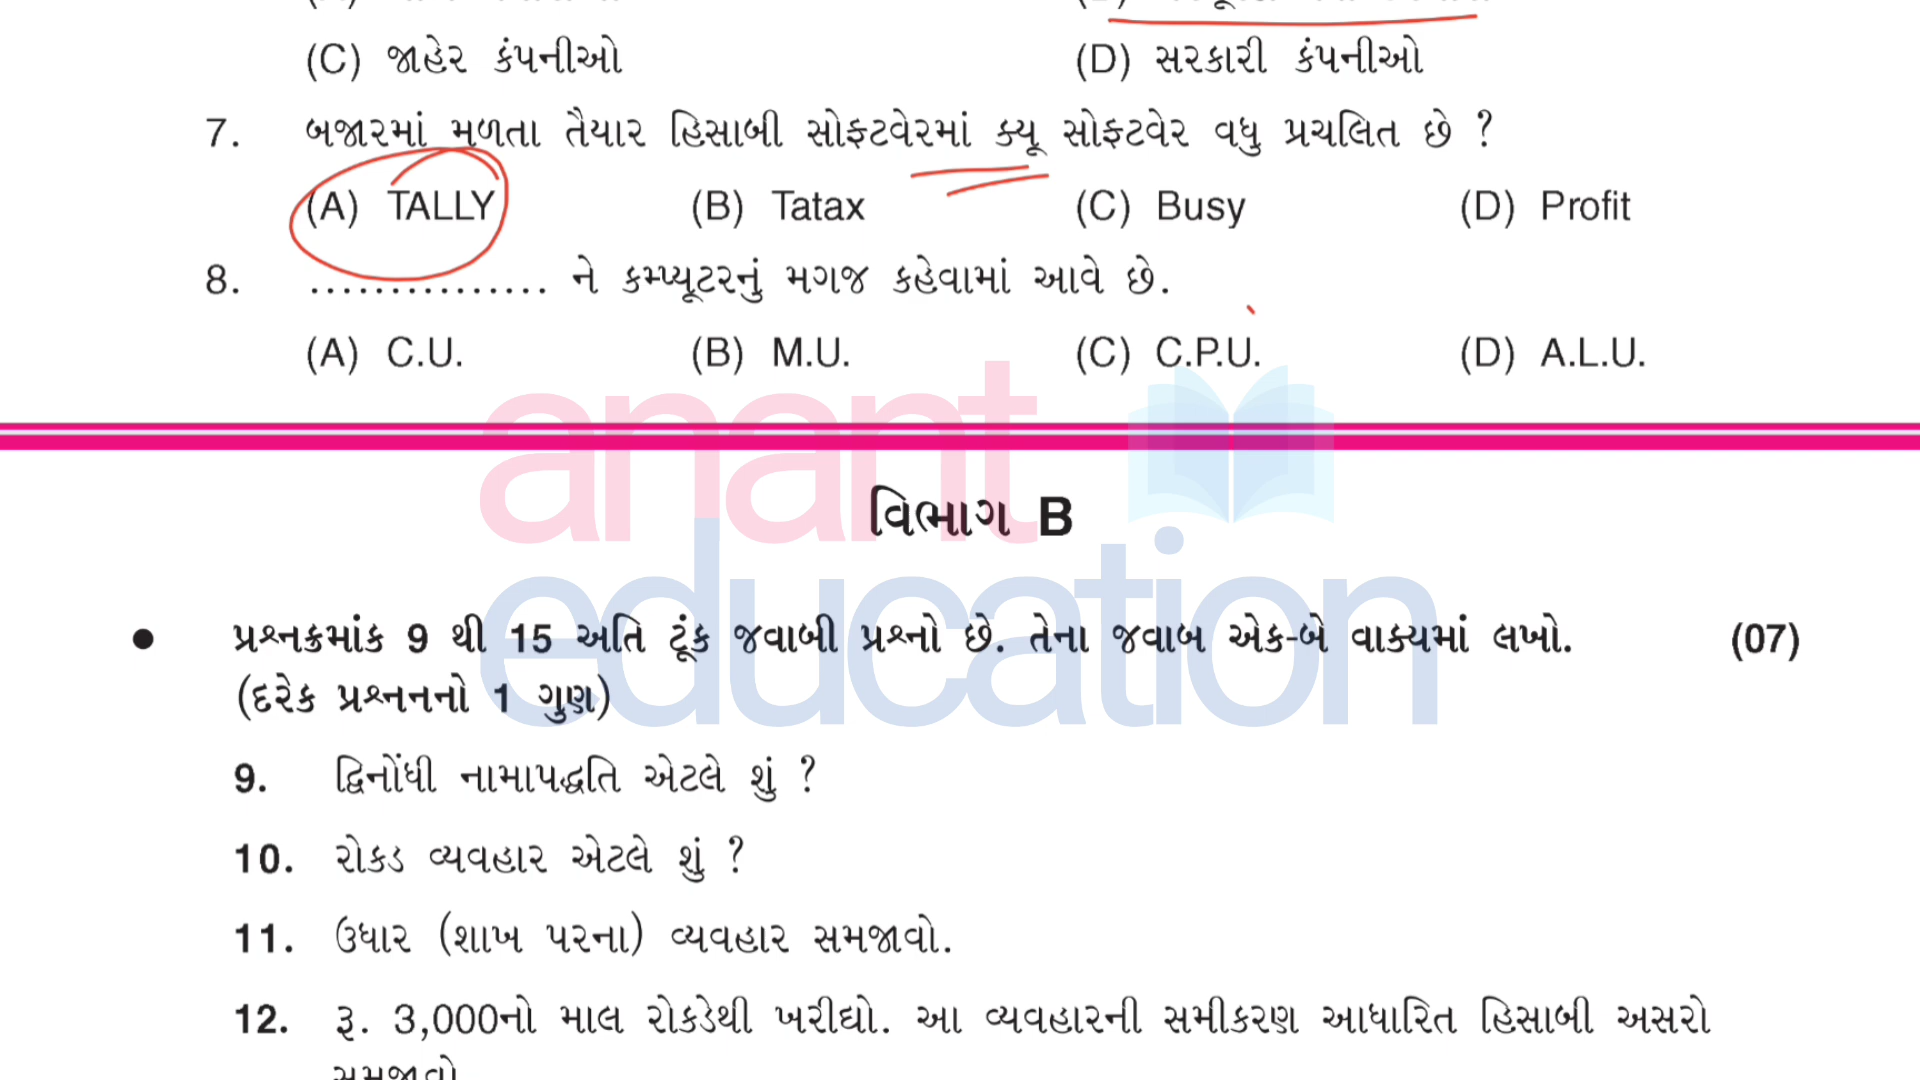 (C) જાહેર કંપનીઓ (D) સરકારી કંપનીઓ
7. બજારમાં મળતા તૈયાર હિસાબી સોફ્ટવેરમાં ક્યૂ સોફ્ટવેર વધુ પ્રચલિત છે ?
(A) TALLY (B) Tatax (C) Busy (D) Profit
8. ............... ને કમ્પ્યૂટરનું મગજ કહેવામાં આવે છે.
(A) C.U. (B) M.U. (C) C.P.U. (D) A.L.U.
anant
education
વિભાગ B
● પ્રશ્નક્રમાંક 9 થી 15 અતિ ટૂંક જવાબી પ્રશ્નો છે. તેના જવાબ એક-બે વાક્યમાં લખો. (07)
(દરેક પ્રશ્નનનો 1 ગુણ)
9. દ્વિનોંધી નામાપદ્ધતિ એટલે શું ?
10. રોકડ વ્યવહાર એટલે શું ?
11. ઉધાર (શાખ પરના) વ્યવહાર સમજાવો.
12. રૂ. 3,000નો માલ રોકડેથી ખરીદ્યો. આ વ્યવહારની સમીકરણ આધારિત હિસાબી અસરો
સમજાવો